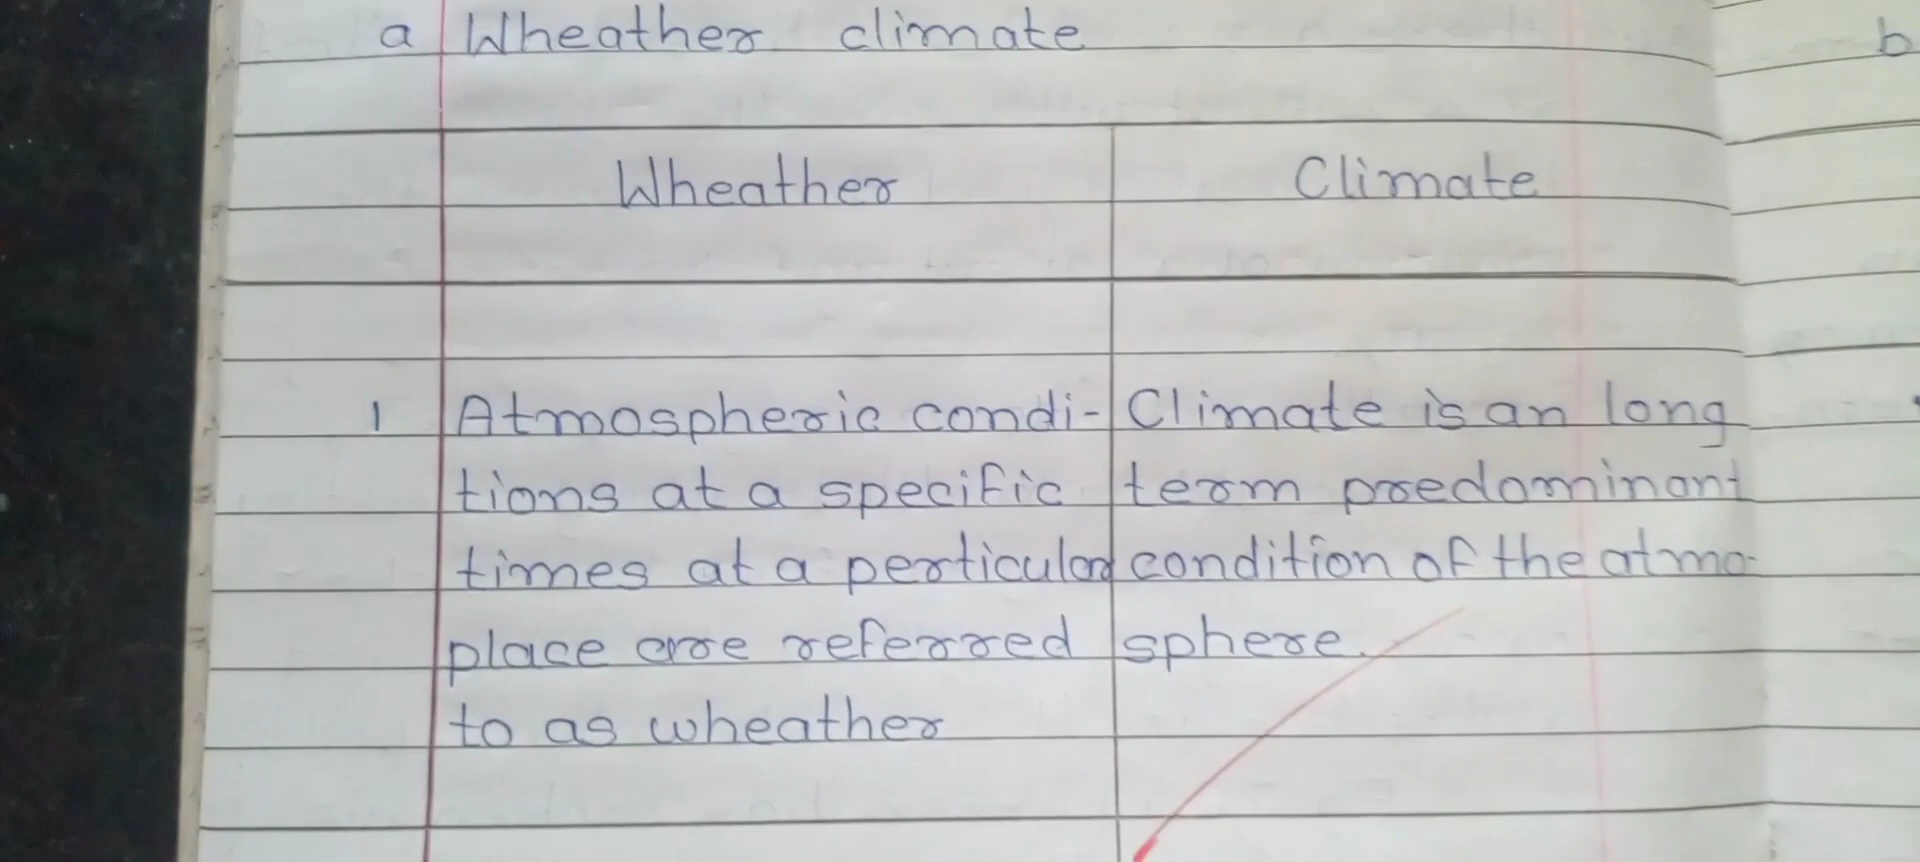 a Wheather climate
b
Wheather Climate
1 Atmospheric condi- Climate is an long
tions at a specific term predominant
times at a perticular condition of the atmo-
place are referred sphere.
to as wheather